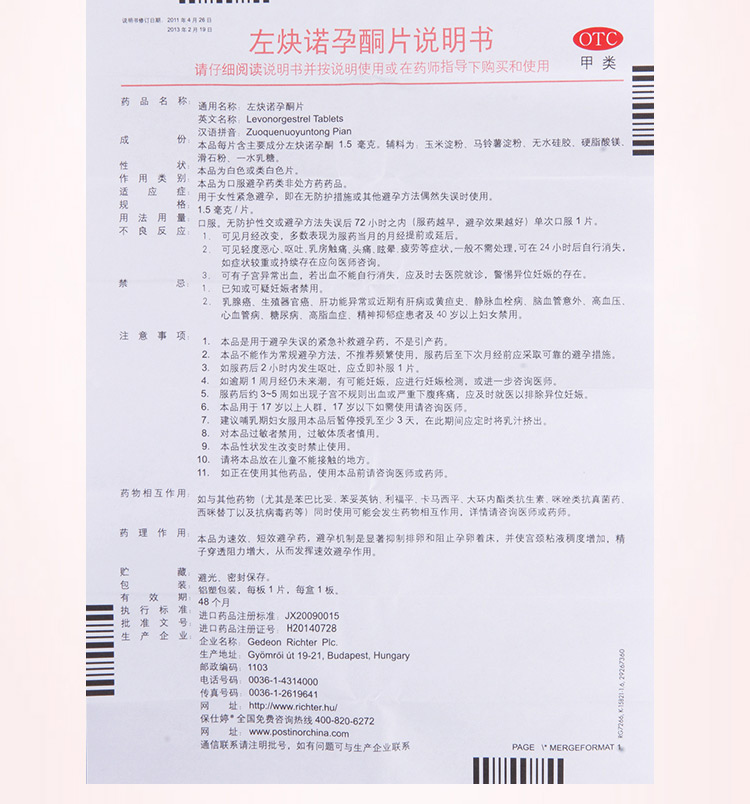 说明书修订日期: 2011 年 4 月 26 日
2013 年 2 月 19 日
左炔诺孕酮片说明书
OTC
甲 类
请仔细阅读说明书并按说明使用或在药师指导下购买和使用
药品名称: 通用名称: 左炔诺孕酮片
英文名称: Levonorgestrel Tablets
汉语拼音: Zuoquenuoyuntong Pian
成份: 本品每片含主要成分左炔诺孕酮 1.5 毫克。辅料为: 玉米淀粉、马铃薯淀粉、无水硅胶、硬脂酸镁、
滑石粉、一水乳糖。
性状: 本品为白色或类白色片。
作用类别: 本品为口服避孕药类非处方药药品。
适应症: 用于女性紧急避孕, 即在无防护措施或其他避孕方法偶然失误时使用。
规格: 1.5 毫克 / 片。
用法用量: 口服。无防护性交或避孕方法失误后 72 小时之内 (服药越早, 避孕效果越好) 单次口服 1 片。
不良反应: 1. 可见月经改变, 多数表现为服药当月的月经提前或延后。
2. 可见轻度恶心、呕吐、乳房触痛、头痛、眩晕、疲劳等症状, 一般不需处理, 可在 24 小时后自行消失,
如症状较重或持续存在应向医师咨询。
3. 可有子宫异常出血, 若出血不能自行消失, 应及时去医院就诊, 警惕异位妊娠的存在。
禁忌: 1. 已知或可疑妊娠者禁用。
2. 乳腺癌、生殖器官癌、肝功能异常或近期有肝病或黄疸史、静脉血栓病、脑血管意外、高血压、
心血管病、糖尿病、高脂血症、精神抑郁症患者及 40 岁以上妇女禁用。
注意事项: 1. 本品是用于避孕失误的紧急补救避孕药, 不是引产药。
2. 本品不能作为常规避孕方法, 不推荐频繁使用, 服药后至下次月经前应采取可靠的避孕措施。
3. 如服药后 2 小时内发生呕吐, 应立即补服 1 片。
4. 如逾期 1 周月经仍未来潮, 有可能妊娠, 应进行妊娠检测, 或进一步咨询医师。
5. 服药后约 3~5 周如出现子宫不规则出血或严重下腹疼痛, 应及时就医以排除异位妊娠。
6. 本品用于 17 岁以上人群, 17 岁以下如需使用请咨询医师。
7. 建议哺乳期妇女服用本品后暂停授乳至少 3 天, 在此期间应定时将乳汁挤出。
8. 对本品过敏者禁用, 过敏体质者慎用。
9. 本品性状发生改变时禁止使用。
10. 请将本品放在儿童不能接触的地方。
11. 如正在使用其他药品, 使用本品前请咨询医师或药师。
药物相互作用: 如与其他药物 (尤其是苯巴比妥、苯妥英钠、利福平、卡马西平、大环内酯类抗生素、咪唑类抗真菌药、
西咪替丁以及抗病毒药等) 同时使用可能会发生药物相互作用, 详情请咨询医师或药师。
药理作用: 本品为速效、短效避孕药, 避孕机制是显著抑制排卵和阻止孕卵着床, 并使宫颈粘液稠度增加, 精
子穿透阻力增大, 从而发挥速效避孕作用。
贮藏: 避光、密封保存。
包装: 铝塑包装, 每板 1 片, 每盒 1 板。
有效期: 48 个月
执行标准: 进口药品注册标准: JX20090015
批准文号: 进口药品注册证号: H20140728
生产企业: 企业名称: Gedeon Richter Plc.
生产地址: Gyömrői út 19-21, Budapest, Hungary
邮政编码: 1103
电话号码: 0036-1-4314000
传真号码: 0036-1-2619641
网 址: http://www.richter.hu/
保仕婷® 全国免费咨询热线 400-820-6272
网 址: www.postinorchina.com
通信联系请注明批号, 如有问题可与生产企业联系
PAGE \* MERGEFORMAT 1
RG7266, K-15821-1.6, 29267360